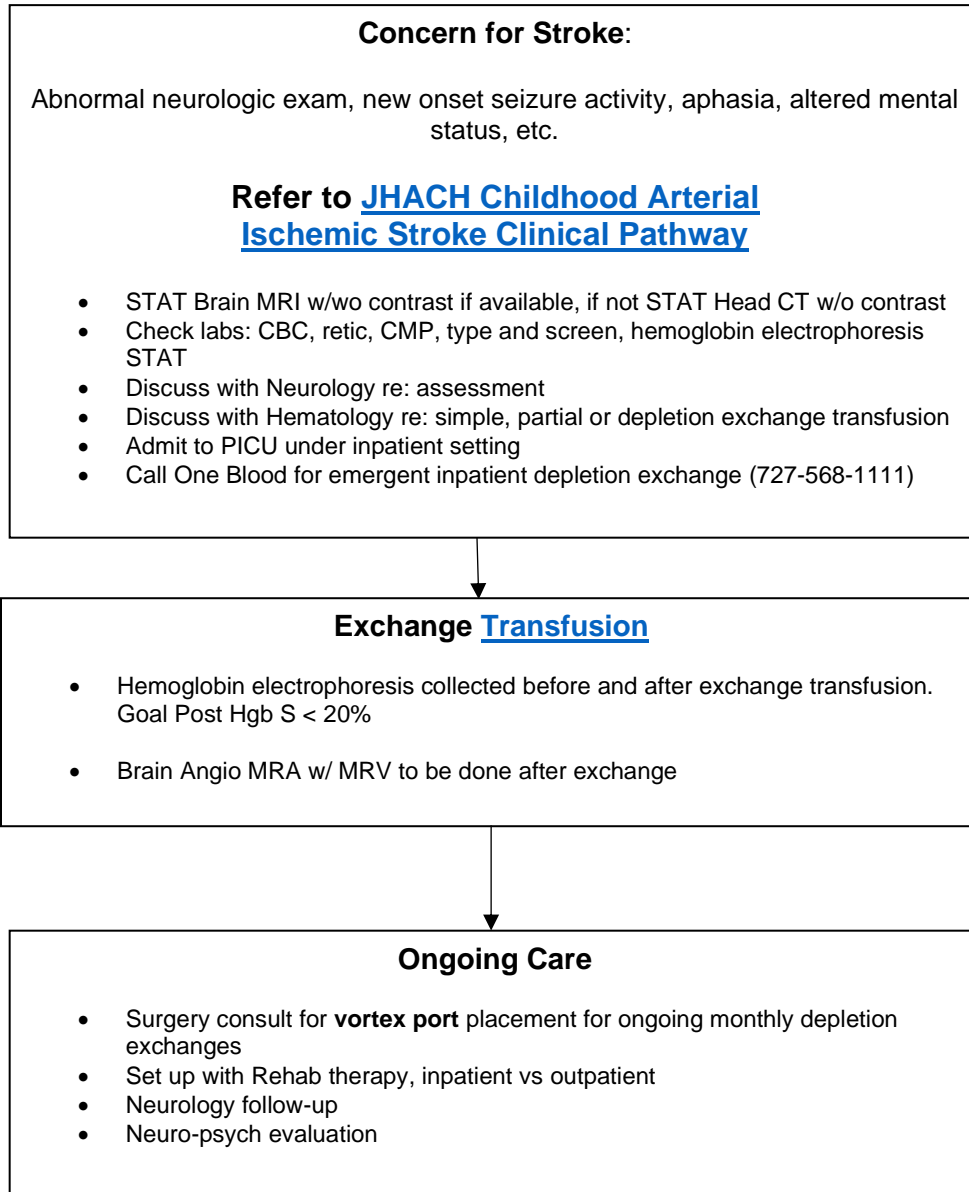 Concern for Stroke:
Abnormal neurologic exam, new onset seizure activity, aphasia, altered mental
status, etc.
Refer to JHACH Childhood Arterial
Ischemic Stroke Clinical Pathway
• STAT Brain MRI w/wo contrast if available, if not STAT Head CT w/o contrast
• Check labs: CBC, retic, CMP, type and screen, hemoglobin electrophoresis
STAT
• Discuss with Neurology re: assessment
• Discuss with Hematology re: simple, partial or depletion exchange transfusion
• Admit to PICU under inpatient setting
• Call One Blood for emergent inpatient depletion exchange (727-568-1111)
Exchange Transfusion
• Hemoglobin electrophoresis collected before and after exchange transfusion.
Goal Post Hgb S < 20%
• Brain Angio MRA w/ MRV to be done after exchange
Ongoing Care
• Surgery consult for vortex port placement for ongoing monthly depletion
exchanges
• Set up with Rehab therapy, inpatient vs outpatient
• Neurology follow-up
• Neuro-psych evaluation